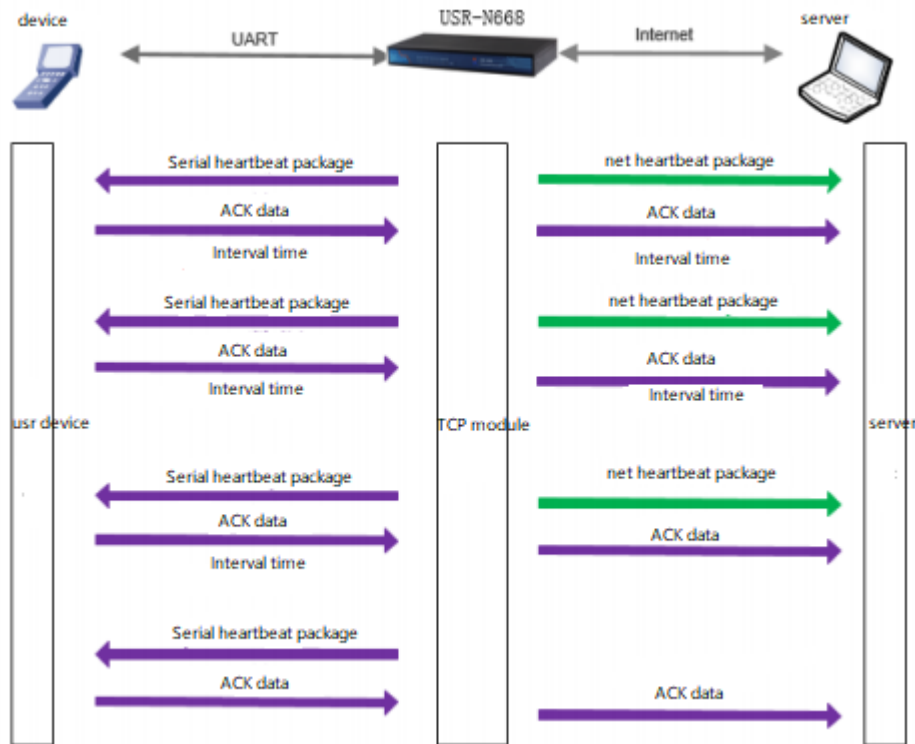 device
USR-N668
server
UART
Internet
Serial heartbeat package
net heartbeat package
ACK data
ACK data
Interval time
Interval time
Serial heartbeat package
net heartbeat package
ACK data
ACK data
Interval time
Interval time
usr device
TCP module
server
Serial heartbeat package
net heartbeat package
ACK data
ACK data
Interval time
Serial heartbeat package
ACK data
ACK data